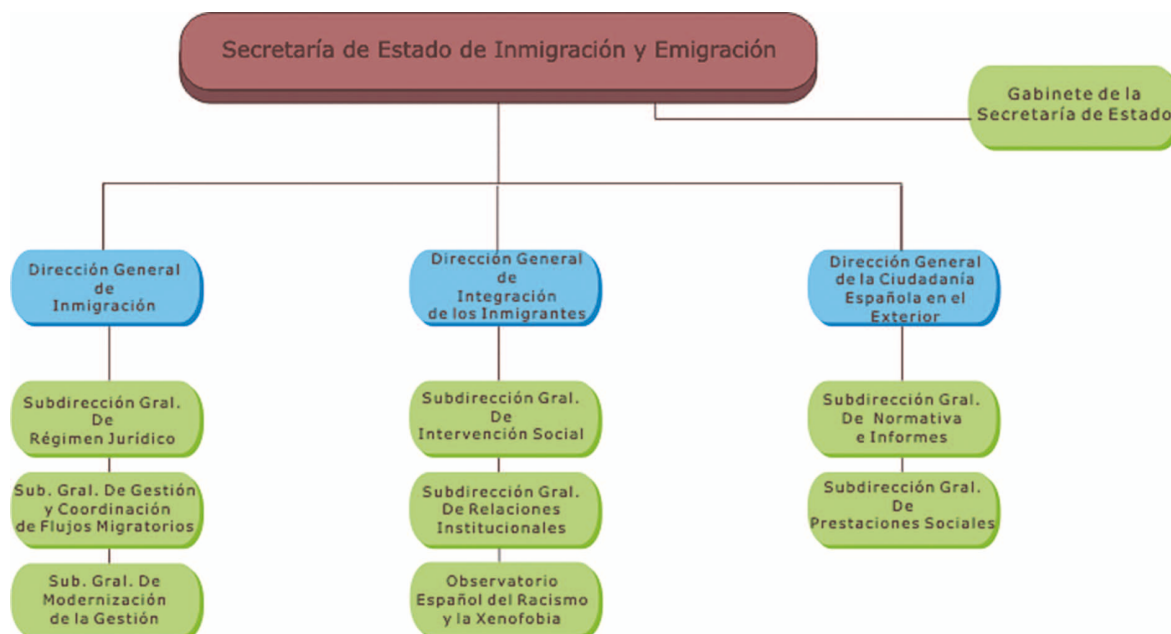 Secretaría de Estado de Inmigración y Emigración
Gabinete de la
Secretaría de Estado
Dirección General
de
Inmigración
Dirección General
de
Integración
de los Inmigrantes
Dirección General
de la Ciudadanía
Española en el
Exterior
Subdirección Gral.
De
Régimen Jurídico
Sub. Gral. De Gestión
y Coordinación
de Flujos Migratorios
Sub. Gral. De
Modernización
de la Gestión
Subdirección Gral.
De
Intervención Social
Subdirección Gral.
De Relaciones
Institucionales
Observatorio
Español del Racismo
y la Xenofobia
Subdirección Gral.
De Normativa
e Informes
Subdirección Gral.
De
Prestaciones Sociales